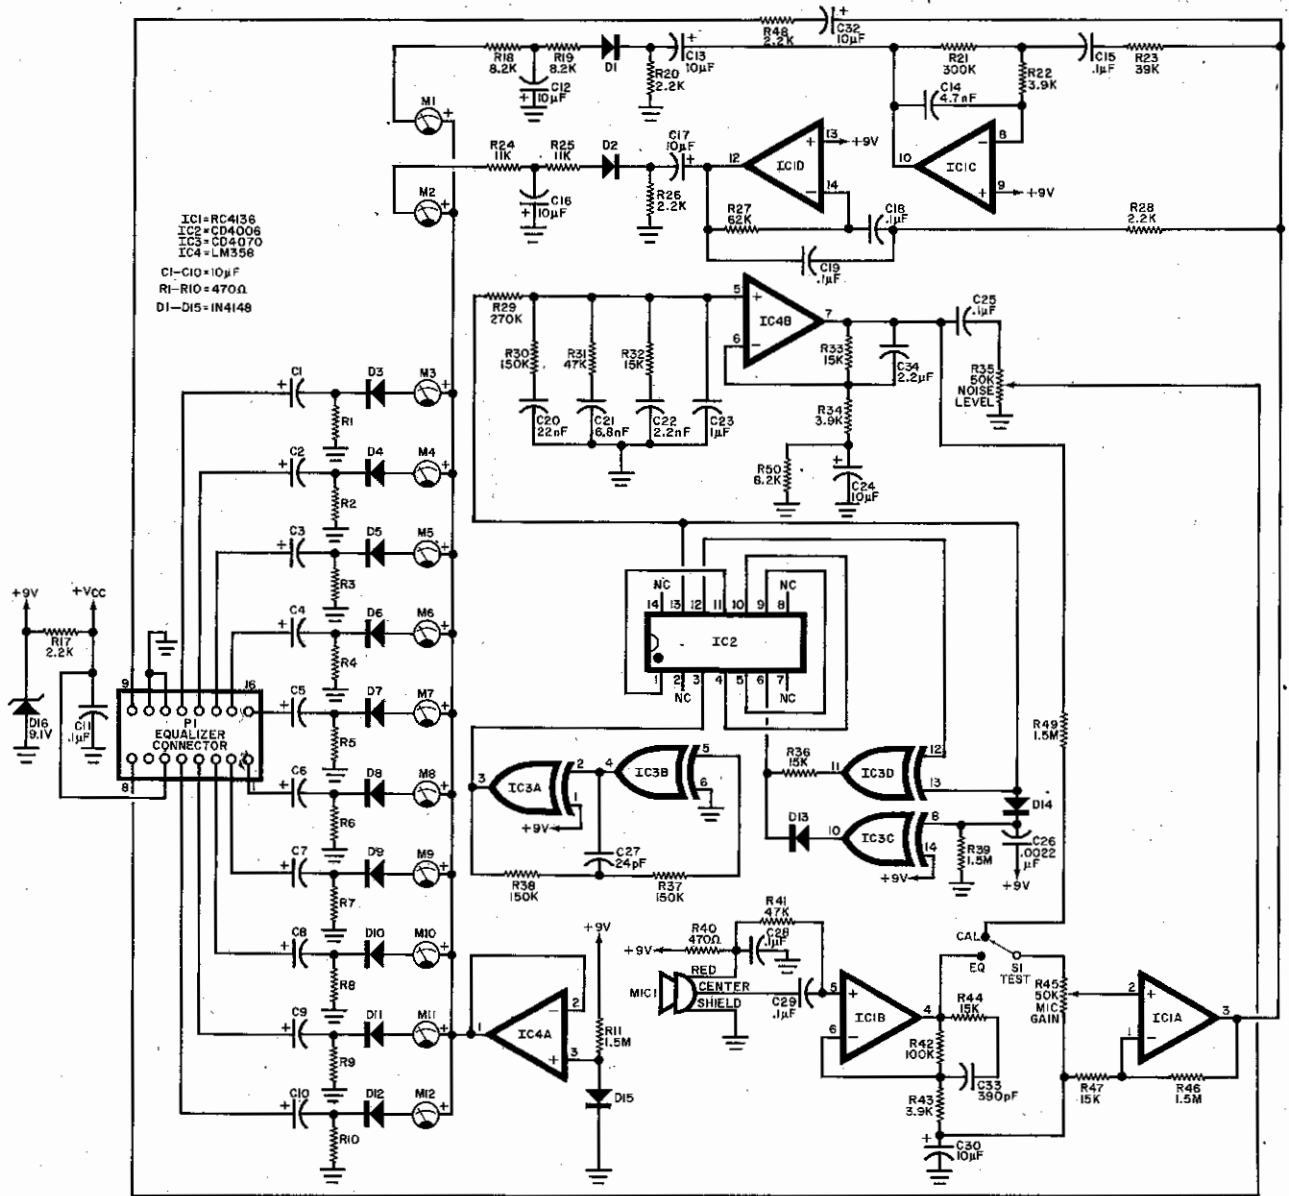 R48
2.2K
C32
10µF
R18
8.2K
R19
8.2K
D1
C13
10µF
R21
300K
C15
.1µF
R23
39K
C12
10µF
R20
2.2K
R22
3.9K
C14
4.7nF
M1
8
IC1C
10
9
+9V
R24
11K
R25
11K
D2
C17
10µF
12
IC1D
13
+9V
14
M2
C16
10µF
R26
2.2K
R27
62K
C18
.1µF
R28
2.2K
C19
.1µF
IC1=RC4136
IC2=CD4006
IC3=CD4070
IC4=LM358
C1-C10=10µF
R1-R10=470Ω
D1-D15=1N4148
R29
270K
5
IC4B
7
6
C25
.1µF
R30
150K
R31
47K
R32
15K
R33
15K
C34
2.2µF
R35
50K
NOISE
LEVEL
C20
22nF
C21
6.8nF
C22
2.2nF
C23
1µF
R34
3.9K
R50
6.2K
C24
10µF
C1
D3
M3
R1
C2
D4
M4
R2
C3
D5
M5
R3
C4
D6
M6
R4
C5
D7
M7
R5
C6
D8
M8
R6
C7
D9
M9
R7
C8
D10
M10
R8
C9
D11
M11
R9
C10
D12
M12
R10
+9V
+VCC
R17
2.2K
D16
9.1V
C11
.1µF
9
16
P1
EQUALIZER
CONNECTOR
8
1
NC
NC
14
13
12
11
10
9
8
IC2
1
2
3
4
5
6
7
NC
NC
3
IC3A
2
1
+9V
4
IC3B
5
6
C27
24pF
R38
150K
R37
150K
R36
15K
11
IC3D
12
13
D13
10
IC3C
8
14
+9V
R39
1.5M
D14
C26
.0022
µF
+9V
R49
1.5M
1
IC4A
2
3
+9V
R11
1.5M
D15
+9V
R40
470Ω
R41
47K
C28
.1µF
RED
CENTER
SHIELD
MIC1
C29
.1µF
5
IC1B
4
6
R44
15K
R42
100K
C33
390pF
R43
3.9K
C30
10µF
CAL
EQ
S1
TEST
R45
50K
MIC
GAIN
2
IC1A
3
1
R47
15K
R46
1.5M